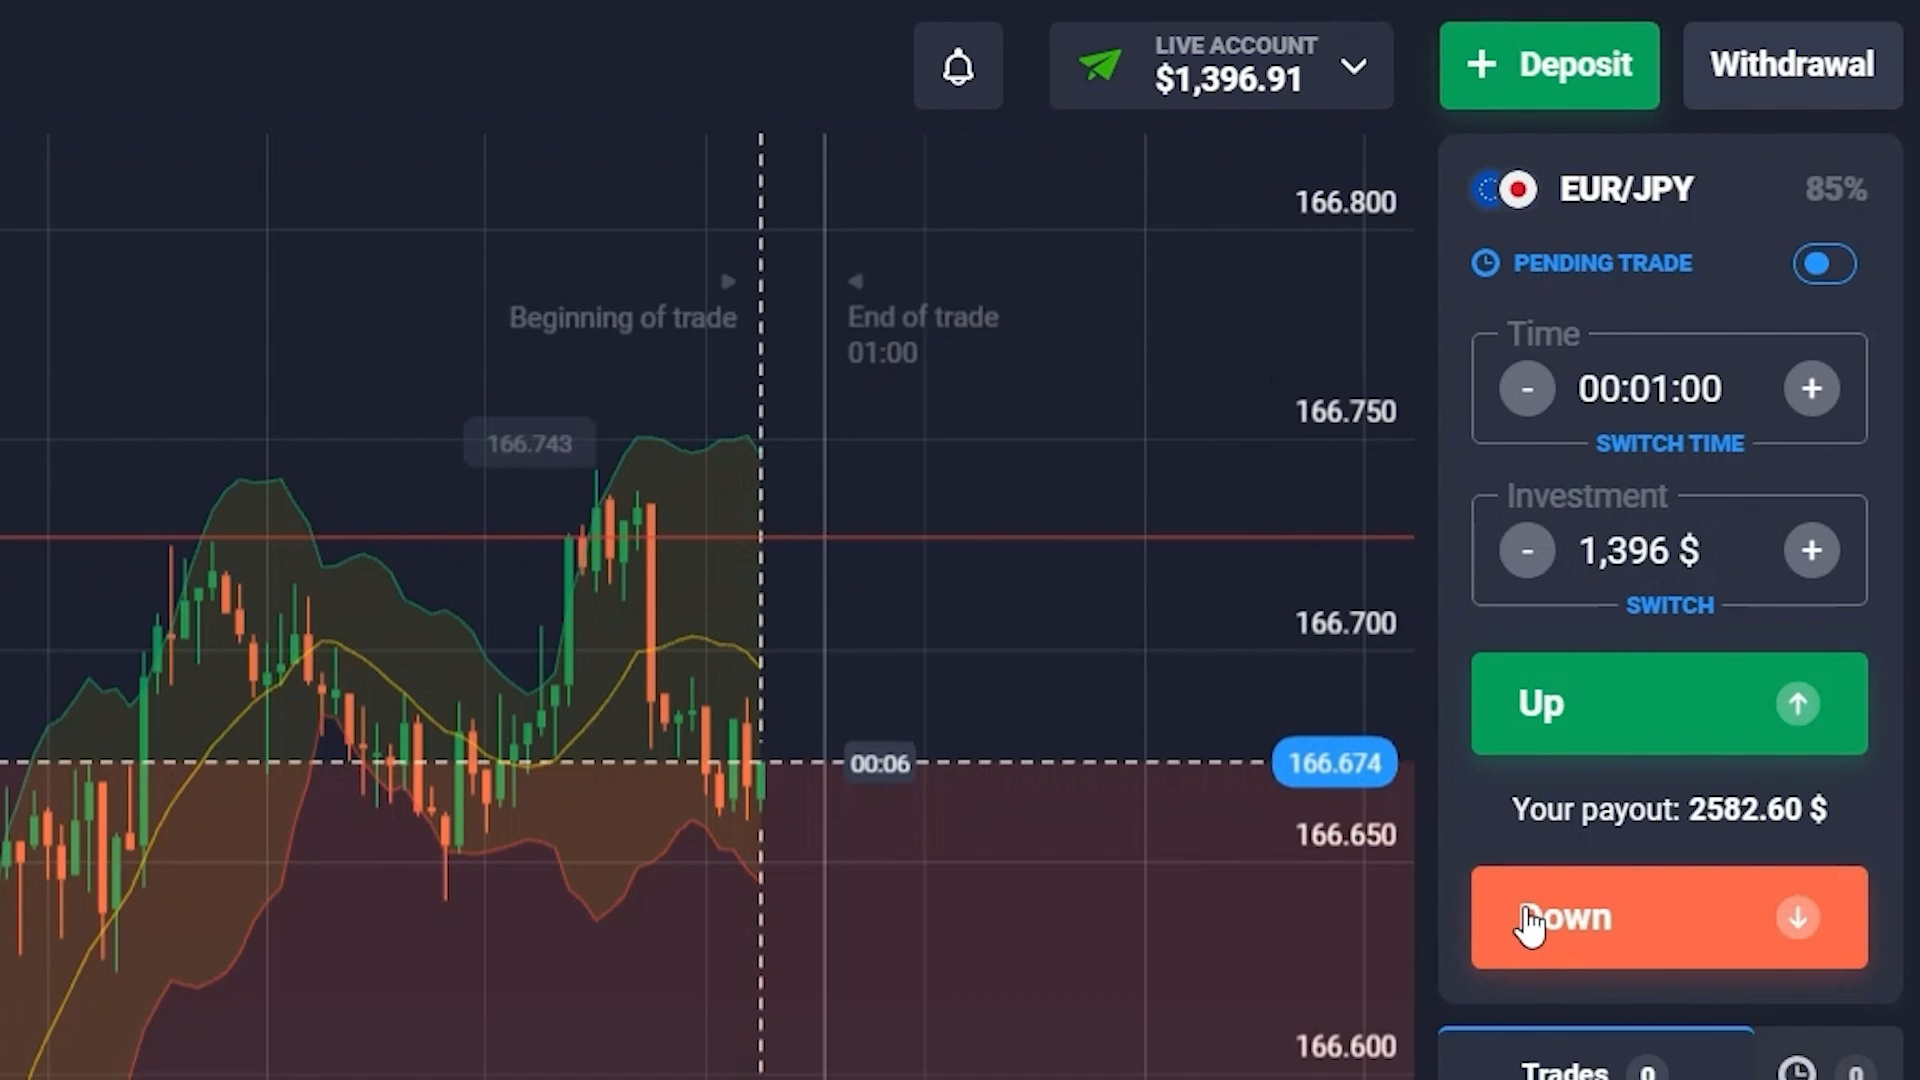 LIVE ACCOUNT
$1,396.91
+ Deposit
Withdrawal
EUR/JPY
85%
PENDING TRADE
Time
- 00:01:00 +
SWITCH TIME
Investment
- 1,396 $ +
SWITCH
Up
Your payout: 2582.60 $
Down
Trades 0
0
166.800
Beginning of trade
End of trade
01:00
166.750
166.743
166.700
00:06
166.674
166.650
166.600